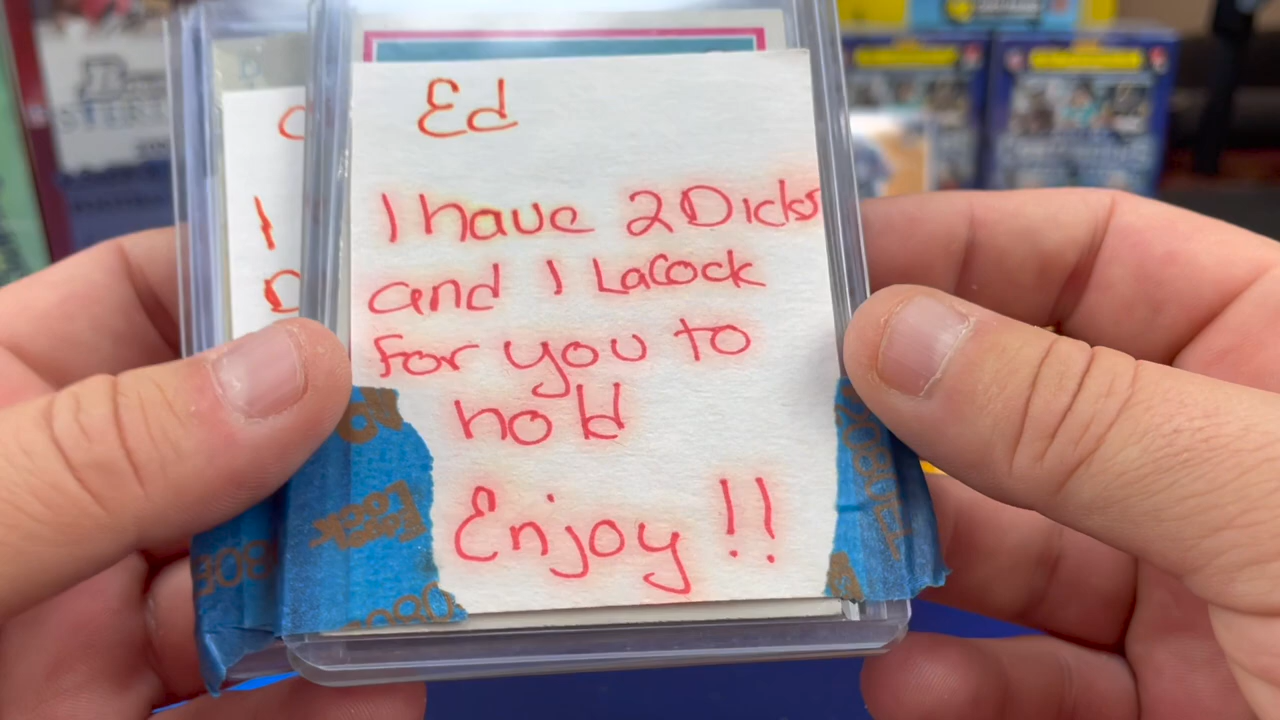 Ed
I have 2 Dicks
and 1 LaCock
for you to
hold
Enjoy !!